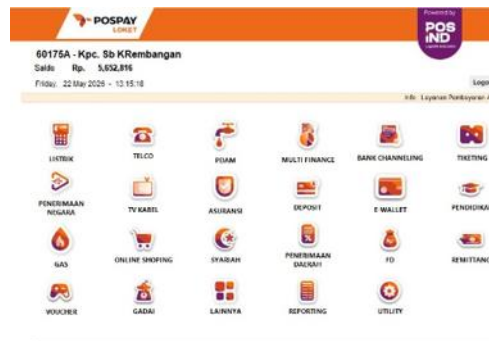 POSPAY
LOKET
Powered by
POS
IND
60175A - Kpc. Sb KRembangan
Saldo Rp. 5,652,816
Friday, 22 May 2026 - 13:15:18
Logo
Info Layanan Pembayaran A
LISTRIK TELCO PDAM MULTI FINANCE BANK CHANNELING TIKETING
PENERIMAAN NEGARA TV KABEL ASURANSI DEPOSIT E-WALLET PENDIDIKA
GAS ONLINE SHOPING SYARIAH PENERIMAAN DAERAH FD REMITTANC
VOUCHER GADAI LAINNYA REPORTING UTILITY